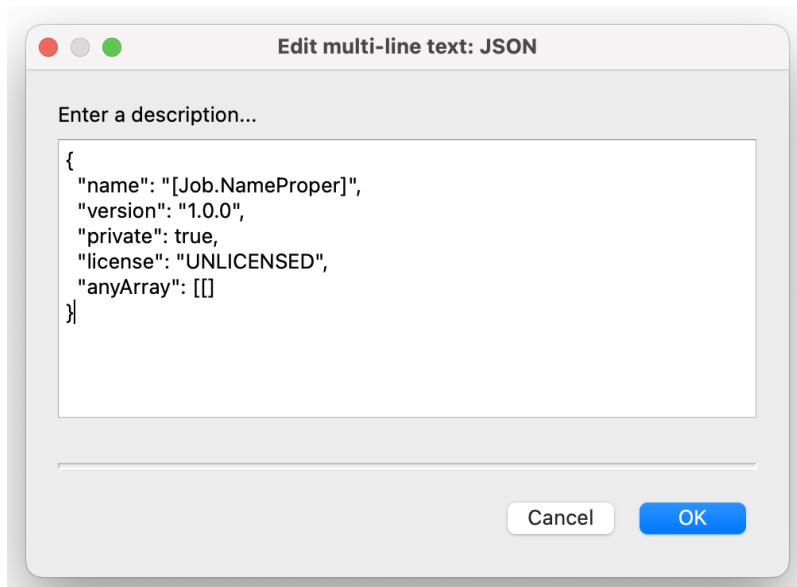 Edit multi-line text: JSON
Enter a description...
{
  "name": "[Job.NameProper]",
  "version": "1.0.0",
  "private": true,
  "license": "UNLICENSED",
  "anyArray": [[]
}
Cancel
OK